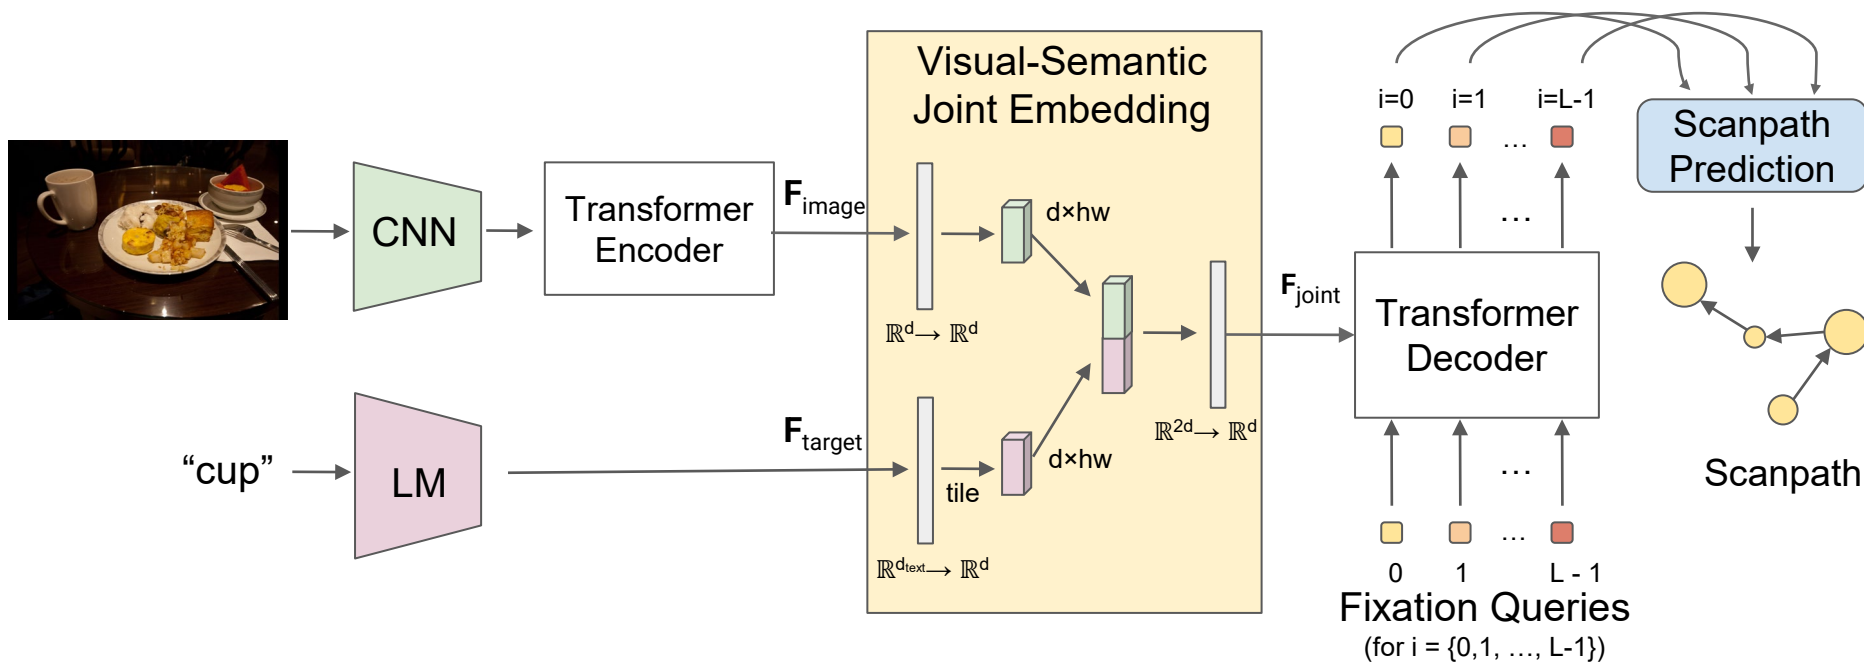 Visual-Semantic
Joint Embedding
i=0 i=1 i=L-1
...
Scanpath
Prediction
CNN
Transformer
Encoder
F_image
d×hw
ℝ^d → ℝ^d
...
F_joint
Transformer
Decoder
"cup"
LM
F_target
tile
d×hw
ℝ^{d_text} → ℝ^d
ℝ^{2d} → ℝ^d
...
Scanpath
...
0 1 L - 1
Fixation Queries
(for i = {0,1, ..., L-1})